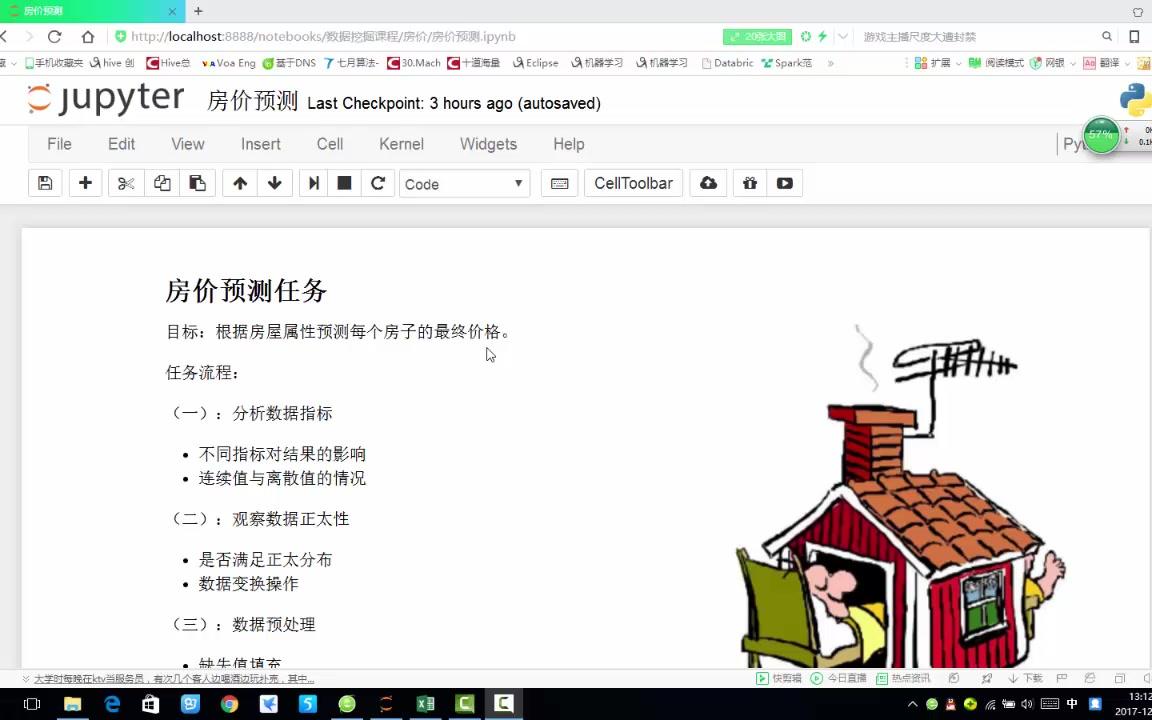 房价预测
http://localhost:8888/notebooks/数据挖掘课程/房价/房价预测.ipynb
20张大图
游戏主播尺度大遭封禁
手机收藏夹 hive 创 Hive总 Voa Eng 基于DNS 七月算法- 30.Mach 十道海量 Eclipse 机器学习 机器学习 Databric Spark范 » 扩展 阅读模式 网银 翻译
jupyter 房价预测 Last Checkpoint: 3 hours ago (autosaved)
File Edit View Insert Cell Kernel Widgets Help
57%
Code CellToolbar
房价预测任务
目标：根据房屋属性预测每个房子的最终价格。
任务流程：
（一）：分析数据指标
不同指标对结果的影响
连续值与离散值的情况
（二）：观察数据正太性
是否满足正太分布
数据变换操作
（三）：数据预处理
缺失值填充
大学时每晚在ktv当服务员，有次几个客人边喝酒边玩扑克，其中...
快剪辑 今日直播 热点资讯 下载
中
13:12
2017-12